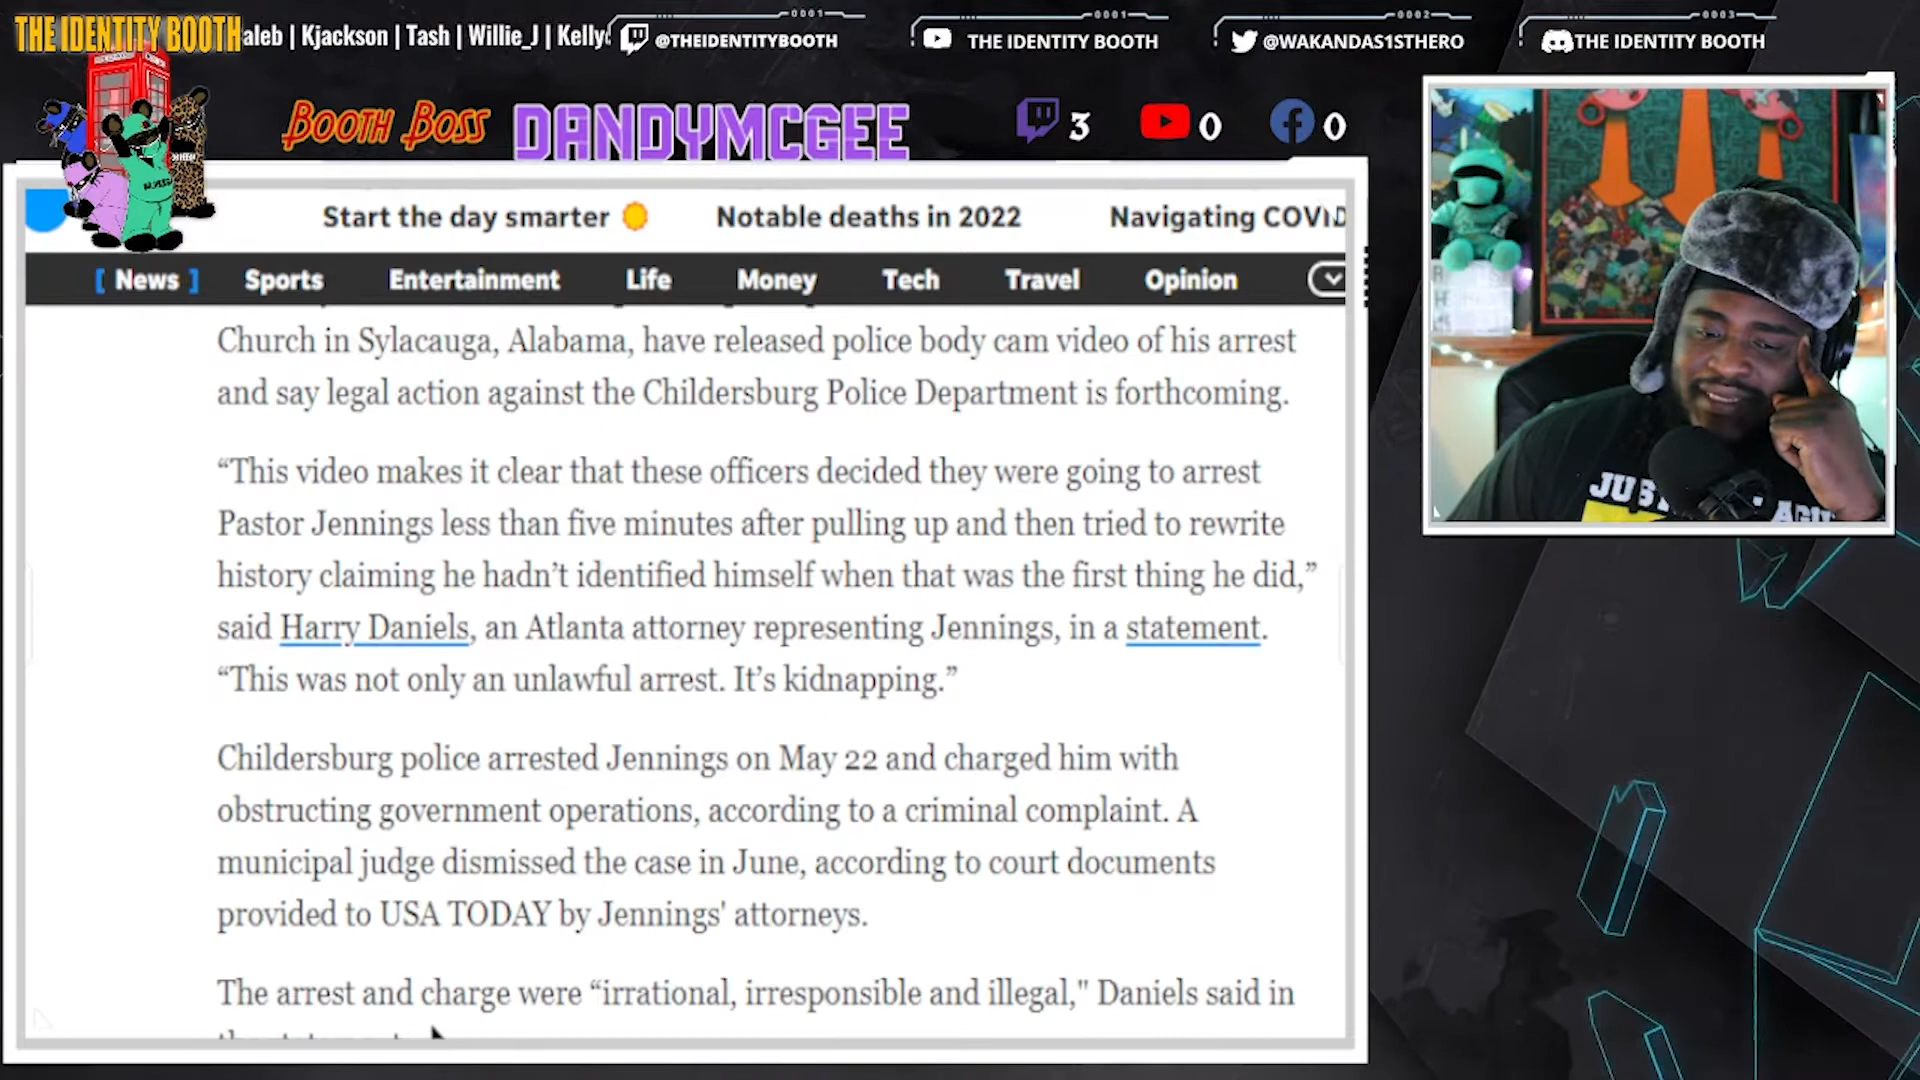 THE IDENTITY BOOTH
aleb | Kjackson | Tash | Willie_J | Kelly
@THEIDENTITYBOOTH
THE IDENTITY BOOTH
@WAKANDAS1STHERO
THE IDENTITY BOOTH
0001
0001
0002
0003
BOOTH BOSS
DANDYMCGEE
3
0
0
Start the day smarter
Notable deaths in 2022
Navigating COVID
[ News ]
Sports
Entertainment
Life
Money
Tech
Travel
Opinion
Church in Sylacauga, Alabama, have released police body cam video of his arrest
and say legal action against the Childersburg Police Department is forthcoming.
“This video makes it clear that these officers decided they were going to arrest
Pastor Jennings less than five minutes after pulling up and then tried to rewrite
history claiming he hadn’t identified himself when that was the first thing he did,”
said Harry Daniels, an Atlanta attorney representing Jennings, in a statement.
“This was not only an unlawful arrest. It’s kidnapping.”
Childersburg police arrested Jennings on May 22 and charged him with
obstructing government operations, according to a criminal complaint. A
municipal judge dismissed the case in June, according to court documents
provided to USA TODAY by Jennings' attorneys.
The arrest and charge were “irrational, irresponsible and illegal," Daniels said in